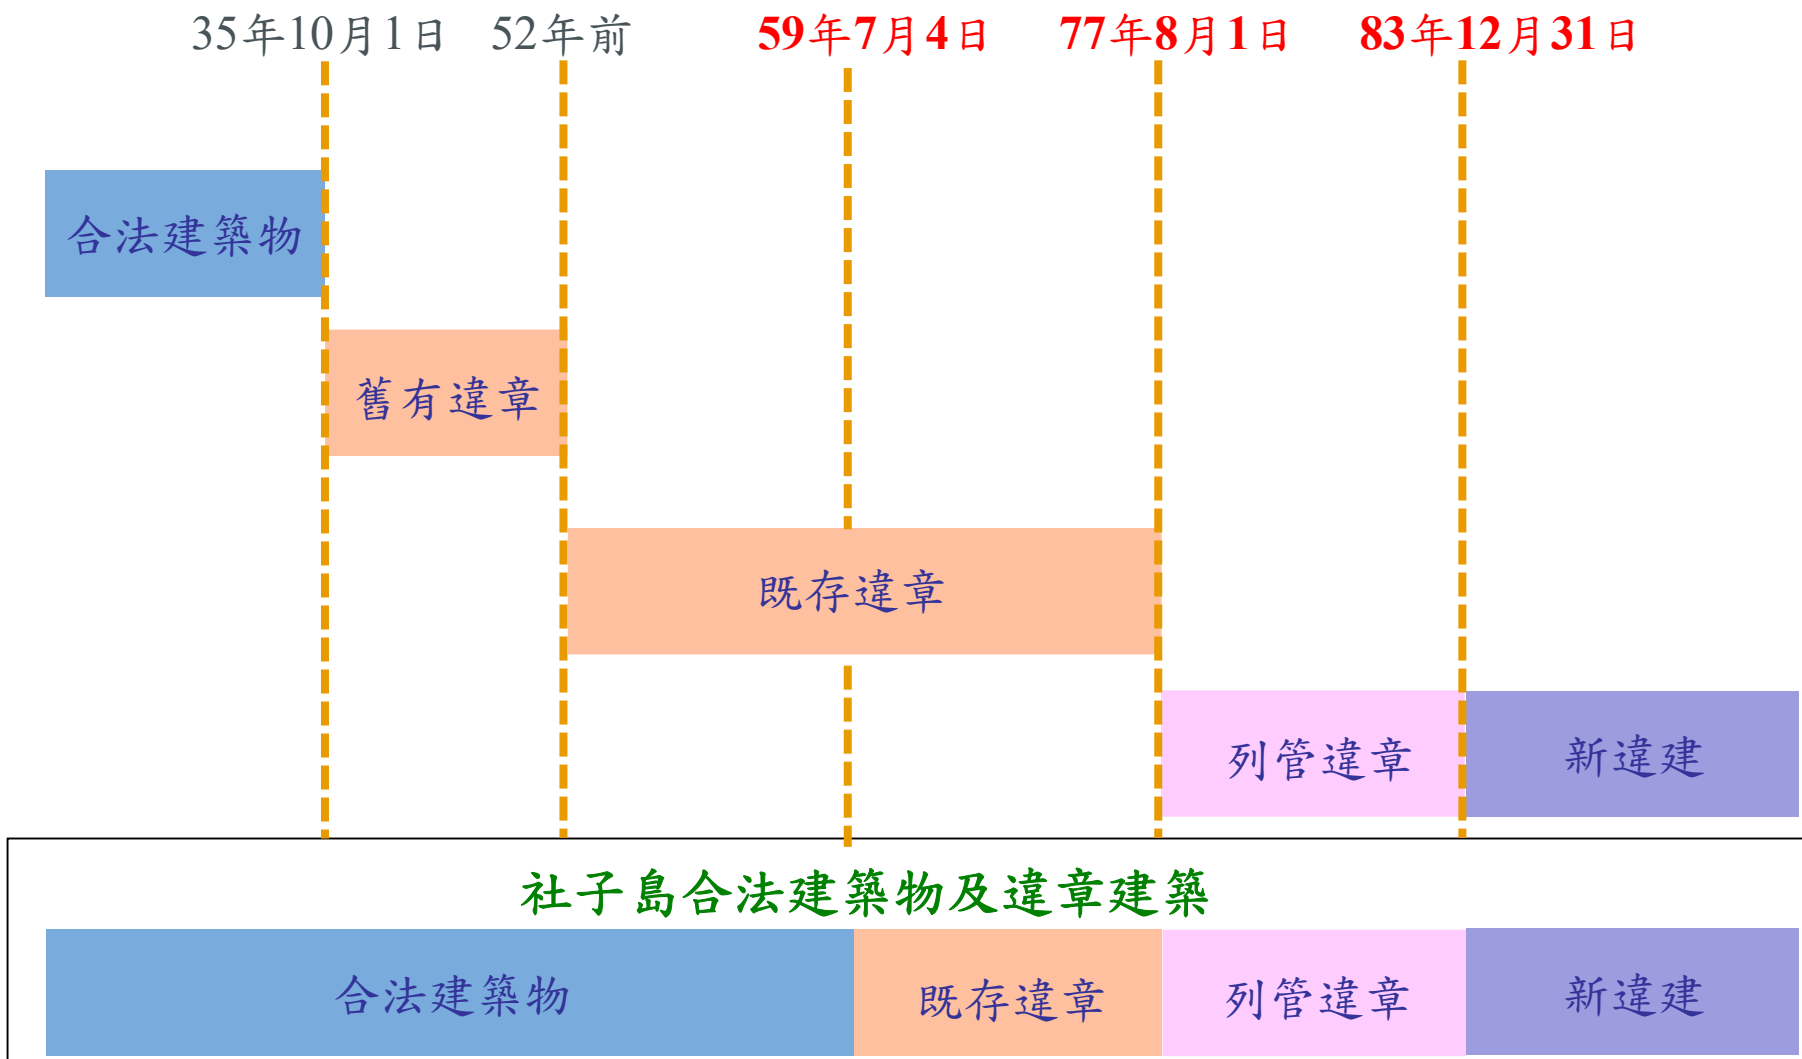 35年10月1日 52年前 59年7月4日 77年8月1日 83年12月31日
合法建築物
舊有違章
既存違章
列管違章 新違建
社子島合法建築物及違章建築
合法建築物 既存違章 列管違章 新違建